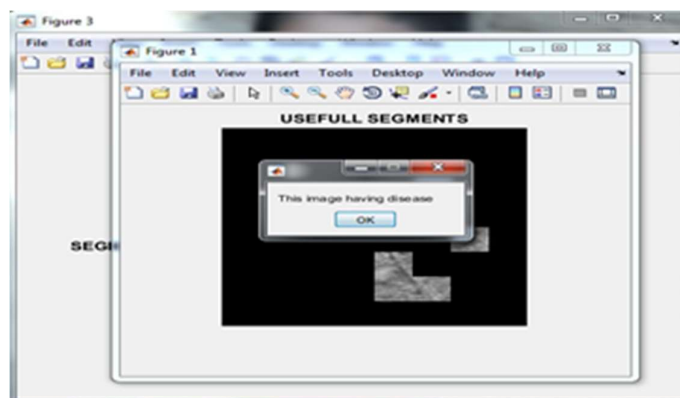 Figure 3
File Edit
Figure 1
File Edit View Insert Tools Desktop Window Help
USEFULL SEGMENTS
This image having disease
OK